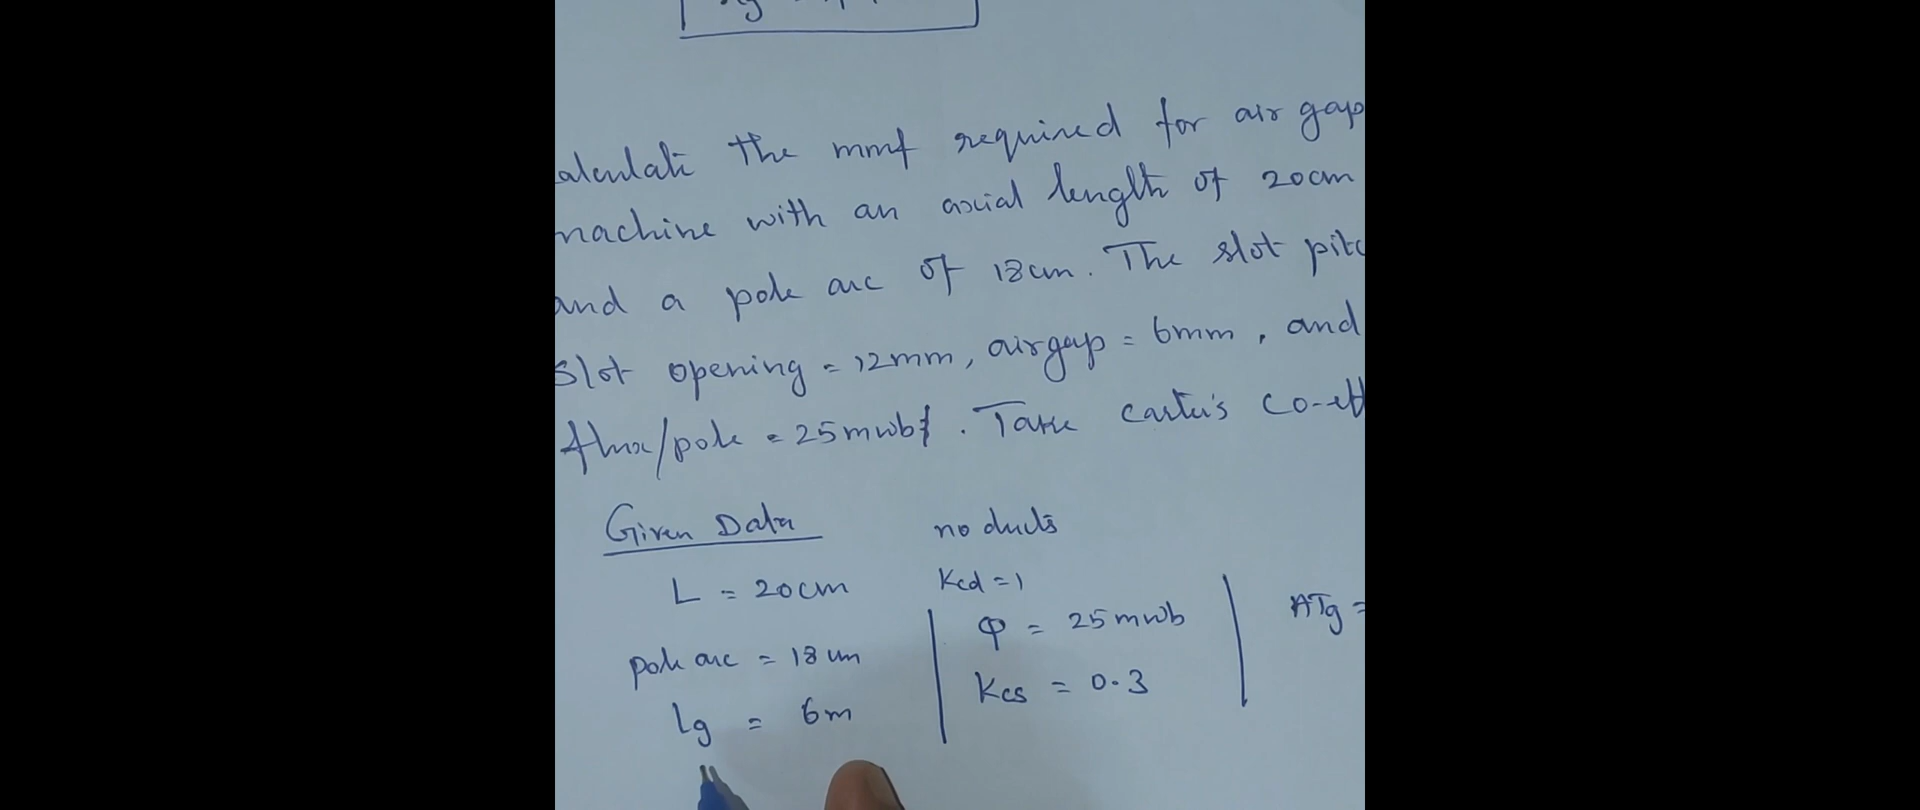 alculate the mmf required for air gap
machine with an axial length of 20cm
and a pole arc of 18cm. The slot pitc
slot opening = 12mm, airgap = 6mm, and
flux/pole = 25mwb. Take carter's co-eff
Given Data
no ducts
L = 20cm
Kcd = 1
pole arc = 18cm
φ = 25mwb
Kcs = 0.3
ATg =
lg = 6m